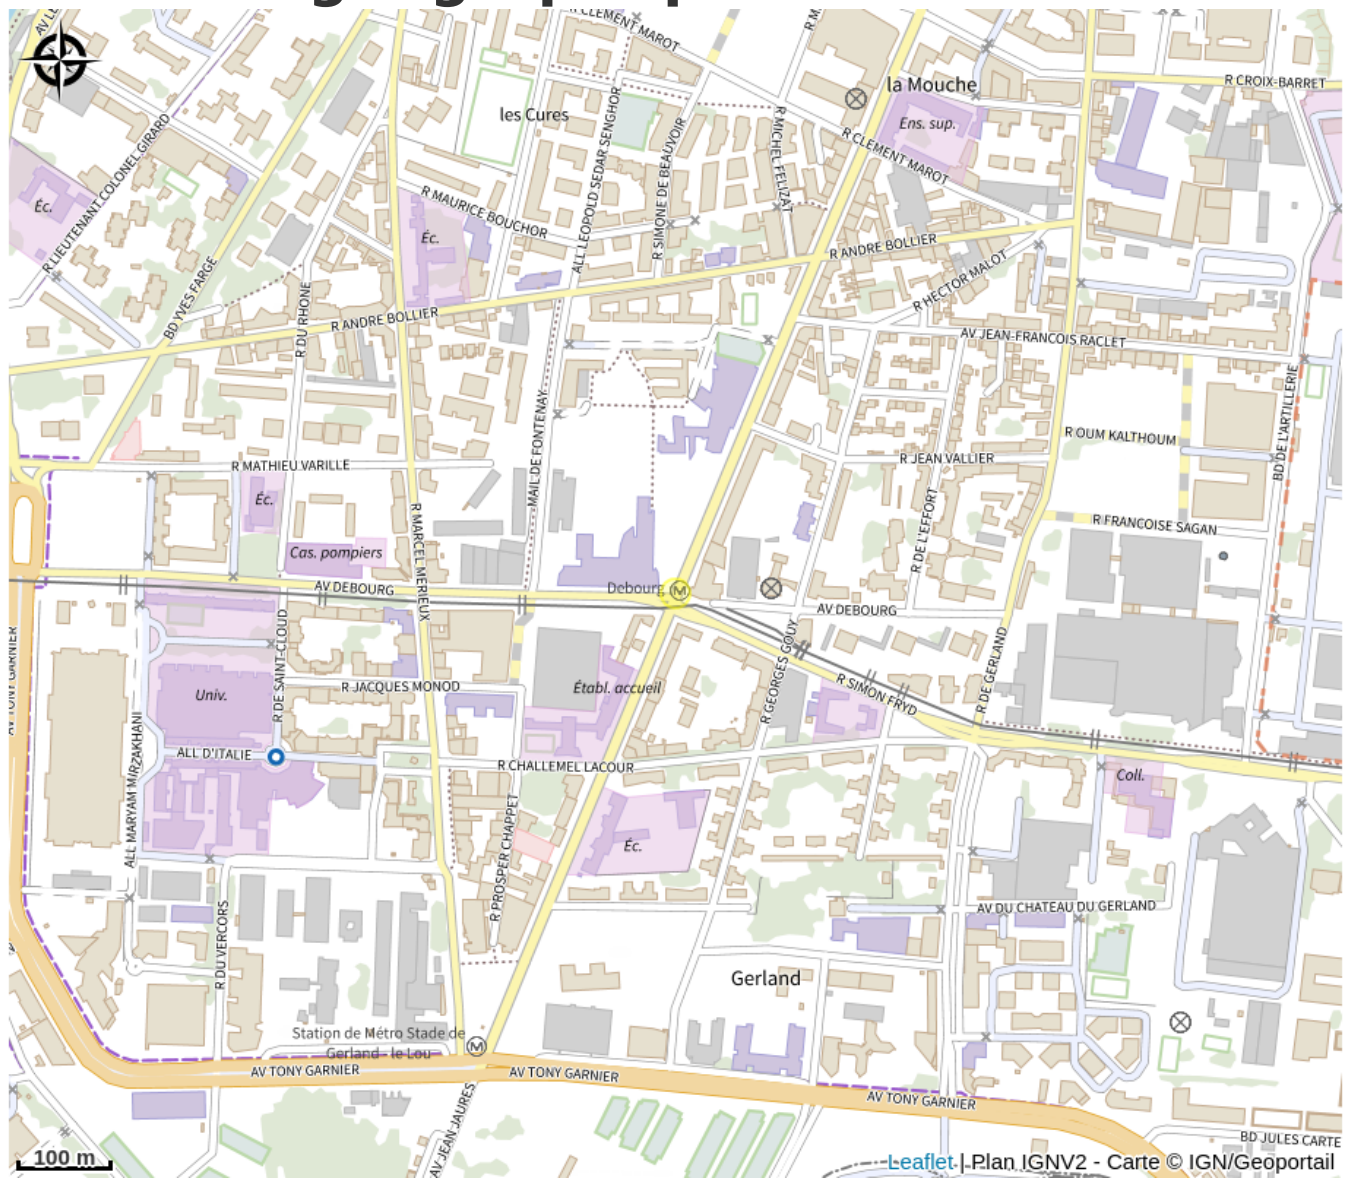 AV LE
R CLEMENT MAROT
R M
la Mouche
R CROIX-BARRET
les Cures
Ens. sup.
R CLEMENT MAROT
R LIEUTENANT COLONEL GIRARD
ALL LEOPOLD SEDAR SENGHOR
R SIMONE DE BEAUVOIR
R MICHEL FELIZAT
Éc.
R MAURICE BOUCHOR
Éc.
R ANDRE BOLLIER
R HECTOR MALOT
BD YVES FARGE
R DU RHONE
R ANDRE BOLLIER
AV JEAN-FRANCOIS RACLET
BD DE L'ARTILLERIE
MAIL DE FONTENAY
R OUM KALTHOUM
R MATHIEU VARILLE
R JEAN VALLIER
Éc.
R MARCEL MERIEUX
R DE L'EFFORT
R FRANCOISE SAGAN
Cas. pompiers
AV DEBOURG
Debourg
M
AV DEBOURG
AV TONY GARNIER
R DE SAINT-CLOUD
R GEORGES GOUY
R DE GERLAND
Univ.
R JACQUES MONOD
Établ. accueil
R SIMON FRYD
ALL MARYAM MIRZAKHANI
ALL D'ITALIE
R CHALLEMEL LACOUR
Coll.
R PROSPER CHAPPET
Éc.
R DU VERCORS
AV DU CHATEAU DU GERLAND
Gerland
Station de Métro Stade de
Gerland - le Lou
M
AV TONY GARNIER
AV TONY GARNIER
AV TONY GARNIER
AV JEAN JAURES
BD JULES CARTE
100 m
Leaflet | Plan IGNV2 - Carte © IGN/Geoportail